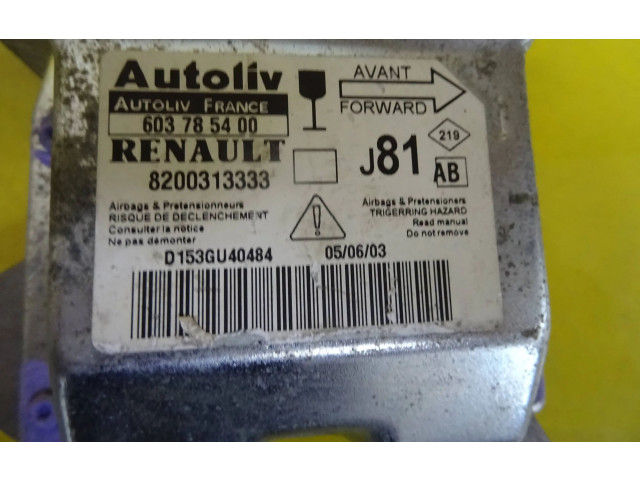 Autoliv
AUTOLIV FRANCE
603 78 54 00
RENAULT
8200313333
AVANT
FORWARD
J81
219
AB
Airbags & Pretensionneurs
RISQUE DE DECLENCHEMENT
Consulter la notice
Ne pas démonter
Airbags & Pretensioners
TRIGERRING HAZARD
Read manual
Do not remove
D153GU40484
05/06/03